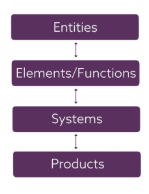 Entities
Elements/Functions
Systems
Products